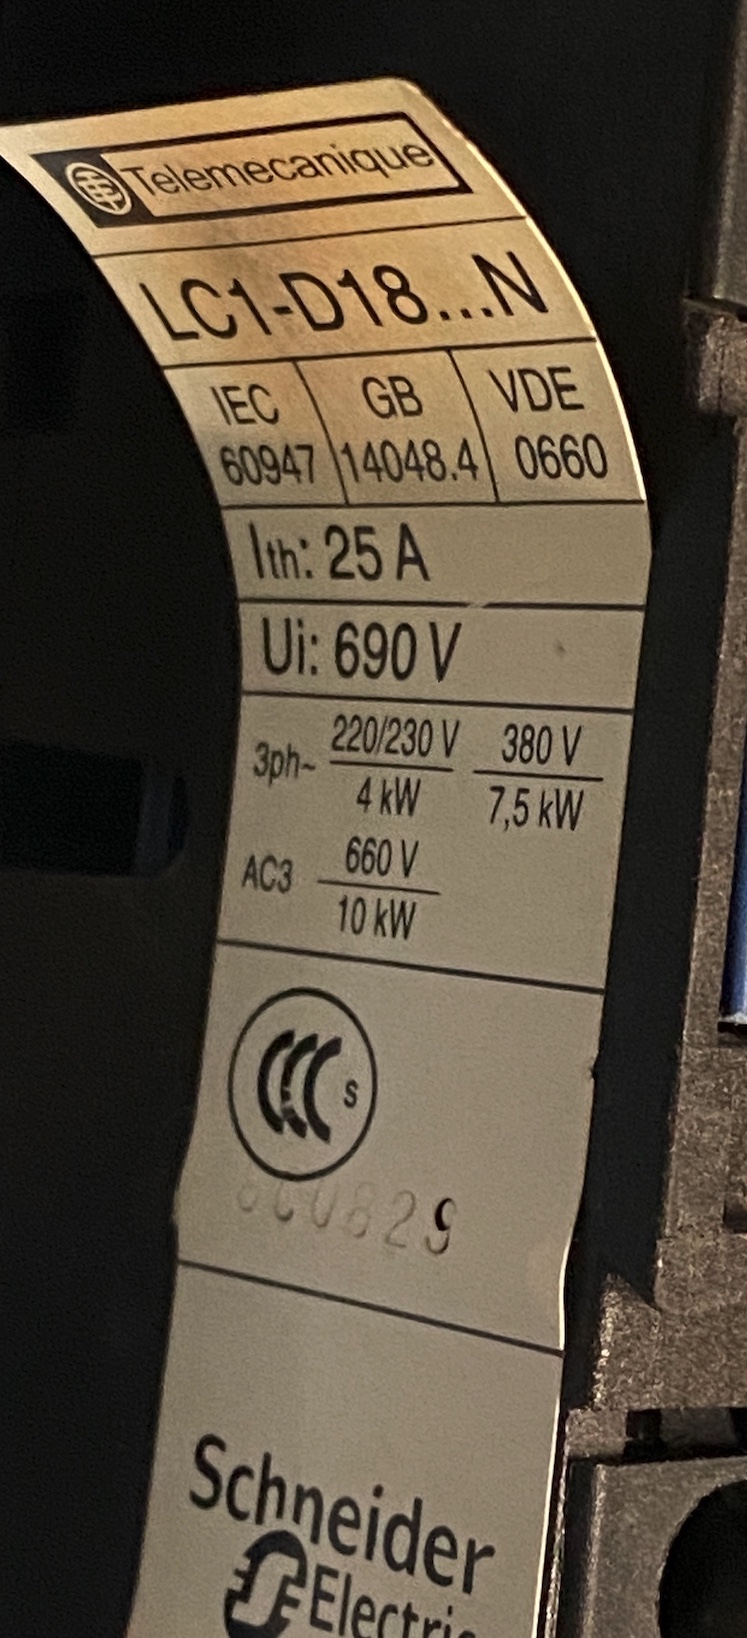 Telemecanique
LC1-D18...N
IEC GB VDE
60947 14048.4 0660
Ith: 25 A
Ui: 690 V
3ph~ 220/230 V 380 V
4 kW 7,5 kW
AC3 660 V
10 kW
CCC S
Schneider
Electric